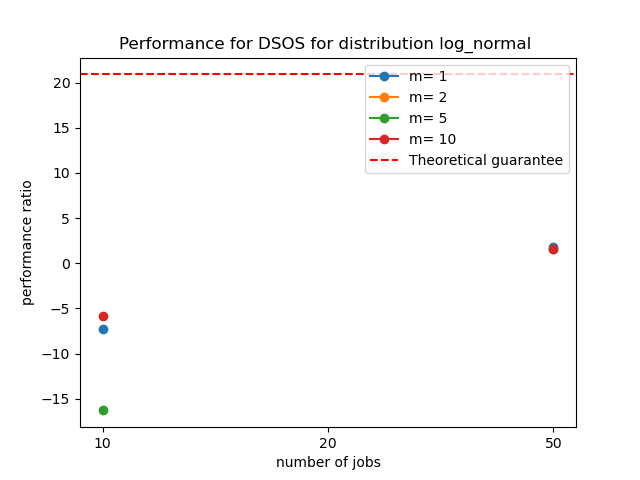 Performance for DSOS for distribution log_normal
performance ratio
20
15
10
5
0
−5
−10
−15
m= 1
m= 2
m= 5
m= 10
Theoretical guarantee
10
20
50
number of jobs